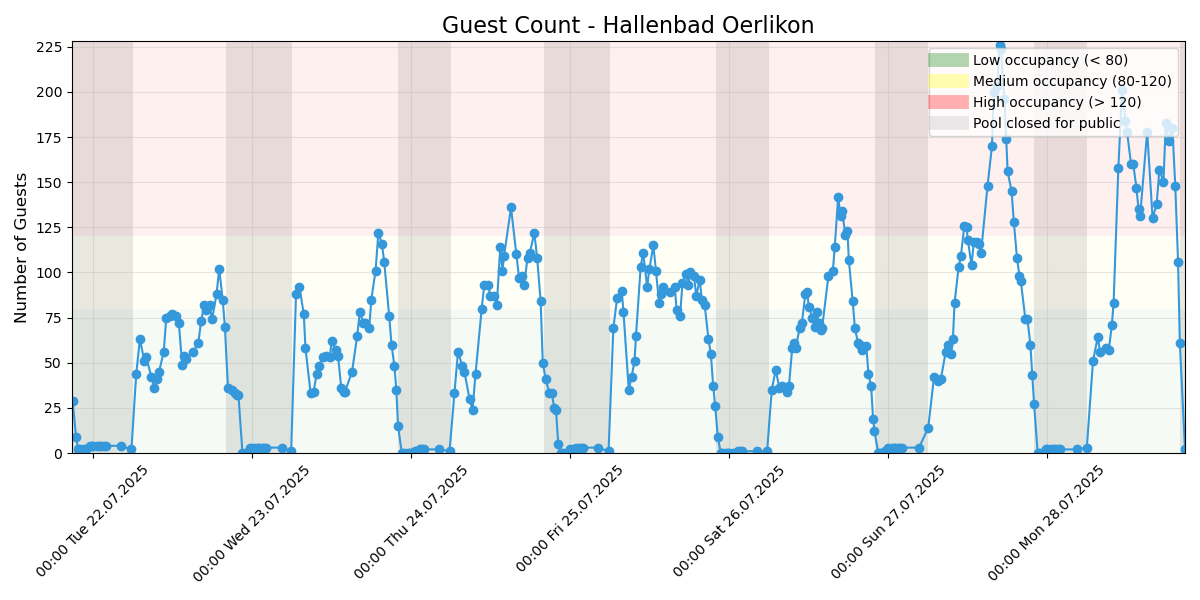 Guest Count - Hallenbad Oerlikon
Number of Guests
225
200
175
150
125
100
75
50
25
0
Low occupancy (< 80)
Medium occupancy (80-120)
High occupancy (> 120)
Pool closed for public
00:00 Tue 22.07.2025
00:00 Wed 23.07.2025
00:00 Thu 24.07.2025
00:00 Fri 25.07.2025
00:00 Sat 26.07.2025
00:00 Sun 27.07.2025
00:00 Mon 28.07.2025